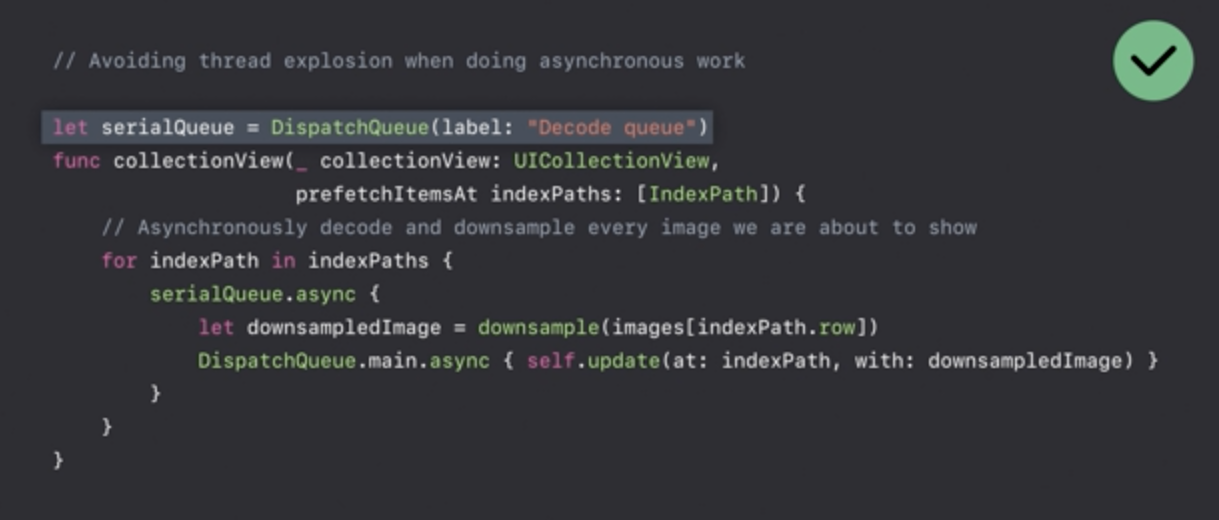 // Avoiding thread explosion when doing asynchronous work
let serialQueue = DispatchQueue(label: "Decode queue")
func collectionView(_ collectionView: UICollectionView,
prefetchItemsAt indexPaths: [IndexPath]) {
// Asynchronously decode and downsample every image we are about to show
for indexPath in indexPaths {
serialQueue.async {
let downsampledImage = downsample(images[indexPath.row])
DispatchQueue.main.async { self.update(at: indexPath, with: downsampledImage) }
}
}
}